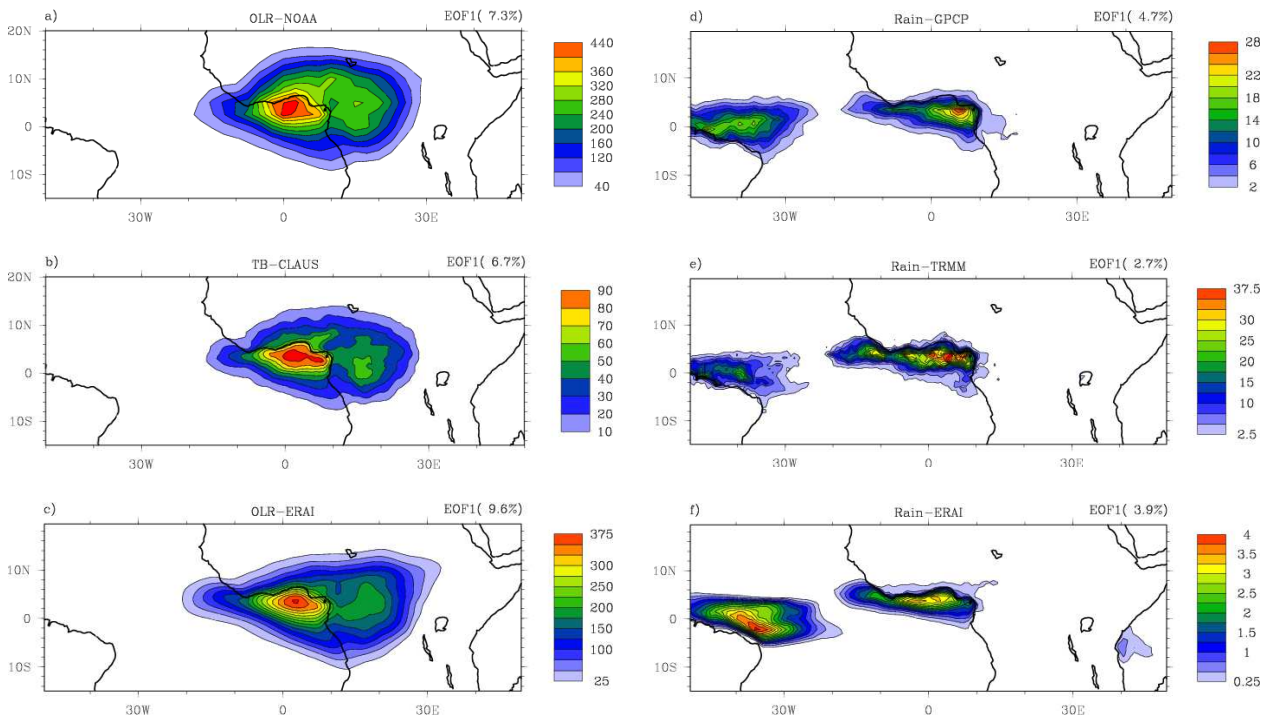 a) OLR-NOAA EOF1( 7.3%)
20N
10N
0
10S
30W 0 30E
440
360
280
240
160
120
40
d) Rain-GPCP EOF1( 4.7%)
10N
0
10S
30W 0 30E
28
22
18
14
10
6
2
b) TB-CLAUS EOF1( 6.7%)
20N
10N
0
10S
30W 0 30E
90
80
70
60
50
40
30
20
10
e) Rain-TRMM EOF1( 2.7%)
10N
0
10S
30W 0 30E
37.5
30
25
20
15
10
2.5
c) OLR-ERAI EOF1( 9.6%)
10N
0
10S
30W 0 30E
375
300
250
200
150
100
25
f) Rain-ERAI EOF1( 3.9%)
10N
0
10S
30W 0 30E
4
3.5
3
2.5
2
1.5
1
0.25